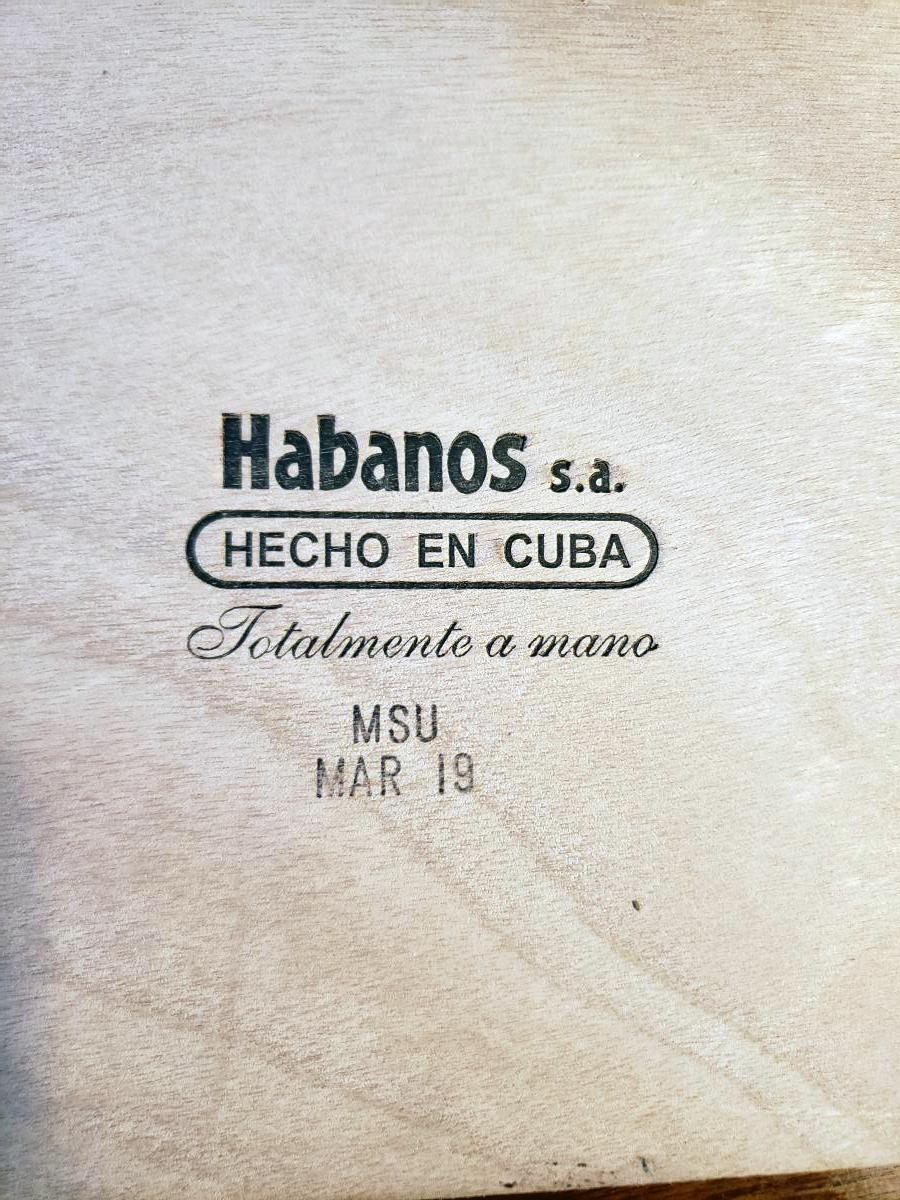 Habanos s.a.
HECHO EN CUBA
Totalmente a mano
MSU
MAR 19